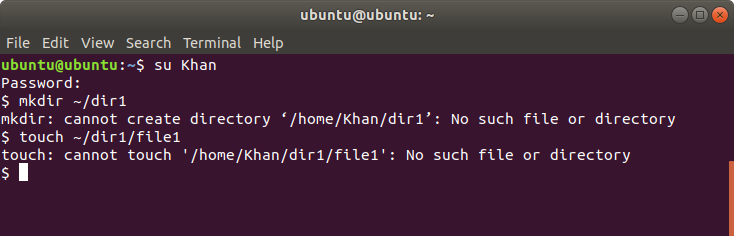 ubuntu@ubuntu: ~
File Edit View Search Terminal Help
ubuntu@ubuntu:~$ su Khan
Password:
$ mkdir ~/dir1
mkdir: cannot create directory ‘/home/Khan/dir1’: No such file or directory
$ touch ~/dir1/file1
touch: cannot touch '/home/Khan/dir1/file1': No such file or directory
$